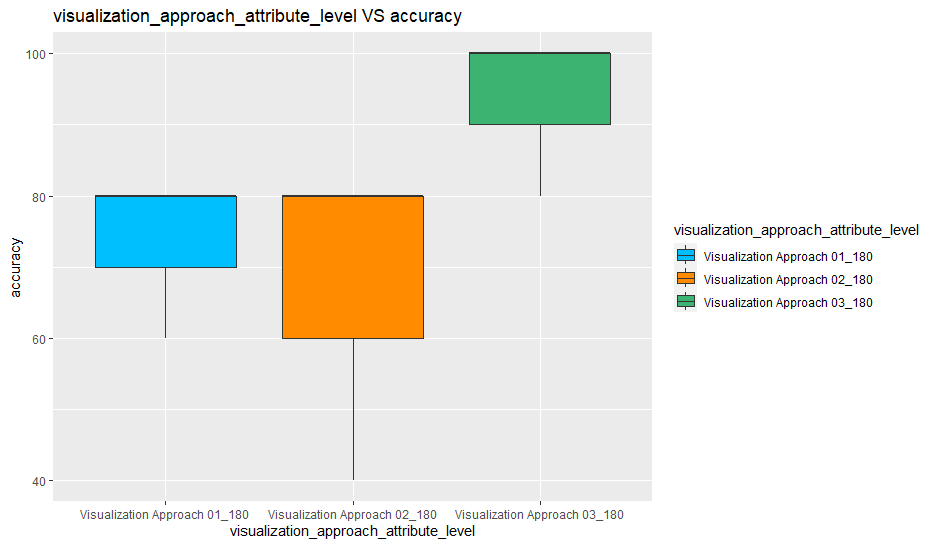 visualization_approach_attribute_level VS accuracy
accuracy
100
80
60
40
Visualization Approach 01_180 Visualization Approach 02_180 Visualization Approach 03_180
visualization_approach_attribute_level
visualization_approach_attribute_level
Visualization Approach 01_180
Visualization Approach 02_180
Visualization Approach 03_180